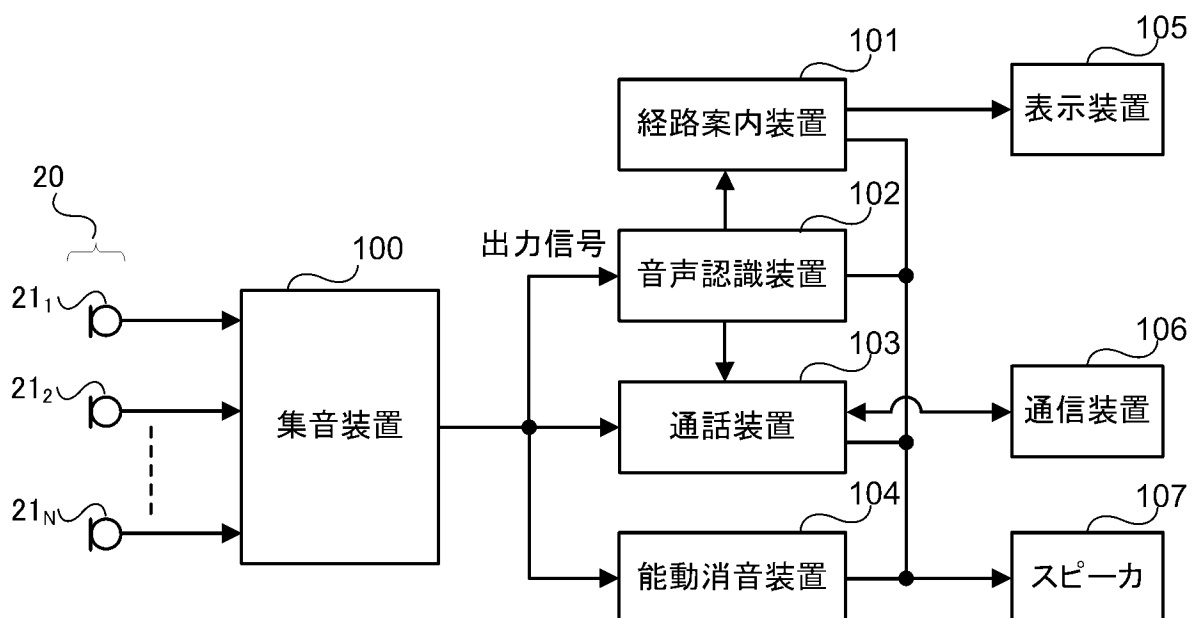 101
経路案内装置
105
表示装置
20
102
出力信号
音声認識装置
100
21₁
21₂
21N
集音装置
103
通話装置
106
通信装置
104
能動消音装置
107
スピーカ